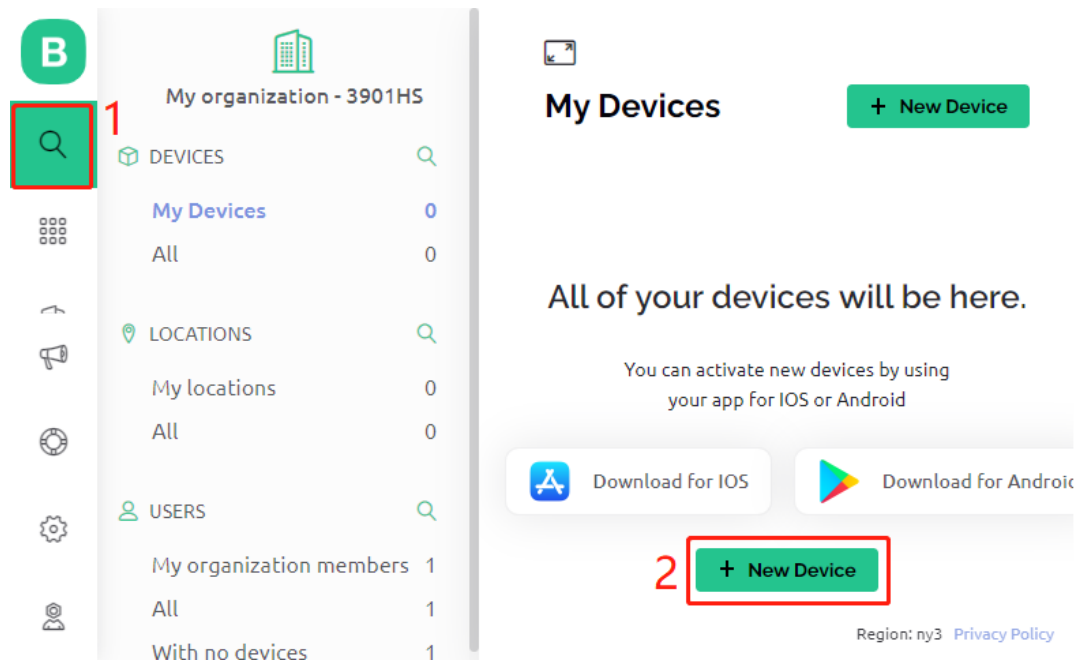 B
1
My organization - 3901HS
DEVICES
My Devices 0
All 0
LOCATIONS
My locations 0
All 0
USERS
My organization members 1
All 1
With no devices 1
My Devices
+ New Device
All of your devices will be here.
You can activate new devices by using
your app for IOS or Android
Download for IOS
Download for Android
2
+ New Device
Region: ny3 Privacy Policy